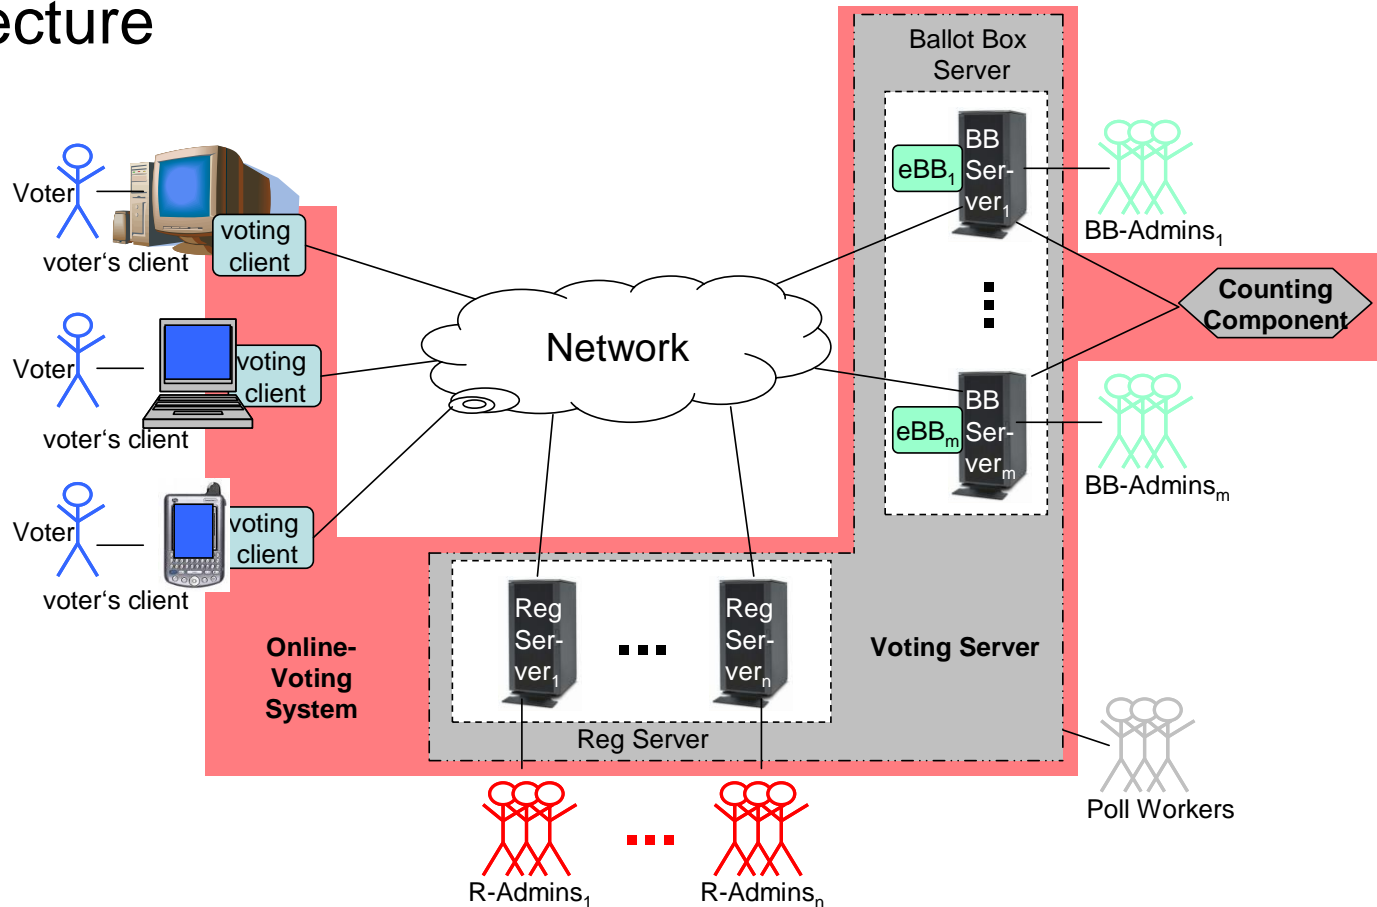 ecture
Ballot Box
Server
BB
Ser-
ver₁
eBB₁
BB-Admins₁
Voter
voting
client
voter‘s client
Counting
Component
Network
Voter
voting
client
voter‘s client
BB
Ser-
verₘ
eBBₘ
BB-Adminsₘ
Voter
voting
client
voter‘s client
Reg
Ser-
ver₁
Reg
Ser-
verₙ
Online-
Voting
System
Voting Server
Reg Server
Poll Workers
R-Admins₁
R-Adminsₙ